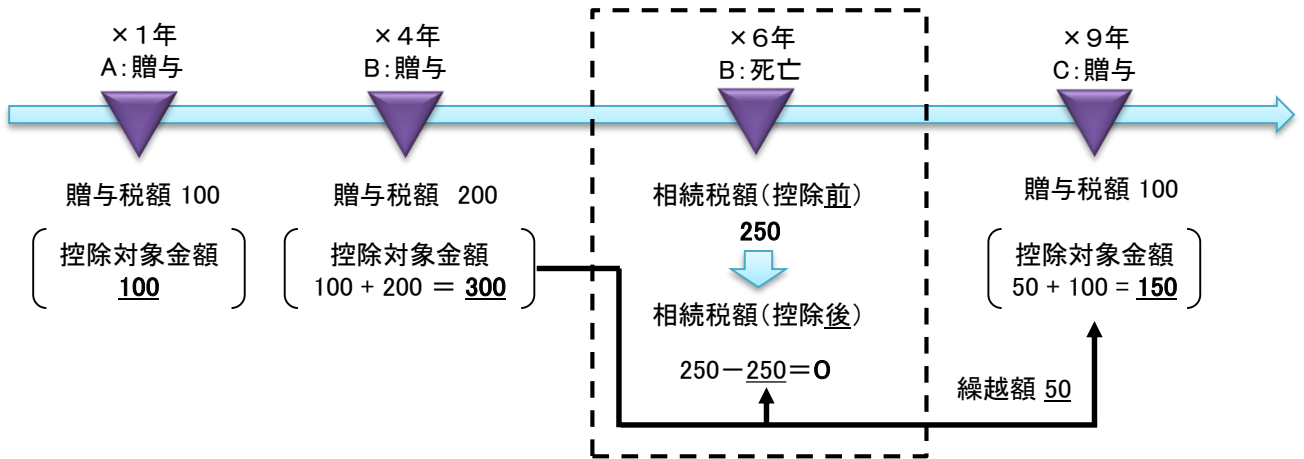 ×1年
A:贈与
贈与税額 100
控除対象金額
100
×4年
B:贈与
贈与税額 200
控除対象金額
100 + 200 = 300
×6年
B:死亡
相続税額(控除前)
250
相続税額(控除後)
250-250=0
×9年
C:贈与
贈与税額 100
控除対象金額
50 + 100 = 150
繰越額 50